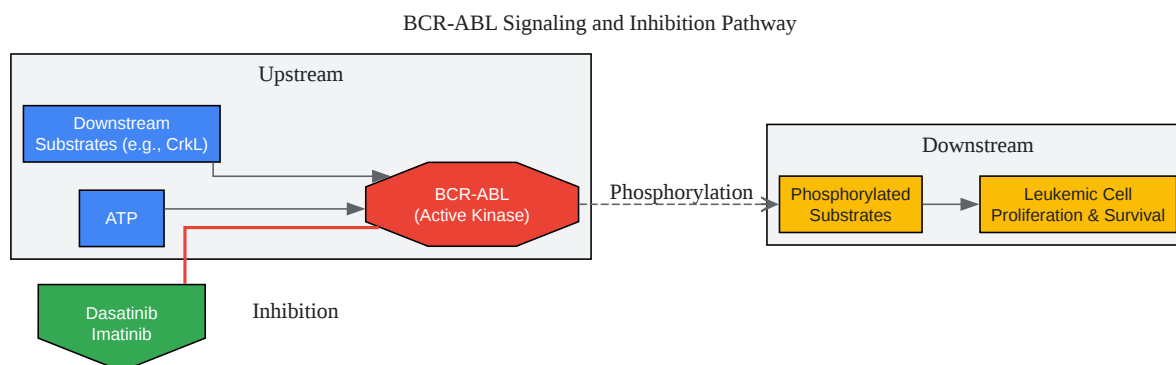 BCR-ABL Signaling and Inhibition Pathway
Upstream
Downstream
Substrates (e.g., CrkL)
ATP
BCR-ABL
(Active Kinase)
Phosphorylation
Downstream
Phosphorylated
Substrates
Leukemic Cell
Proliferation & Survival
Dasatinib
Imatinib
Inhibition